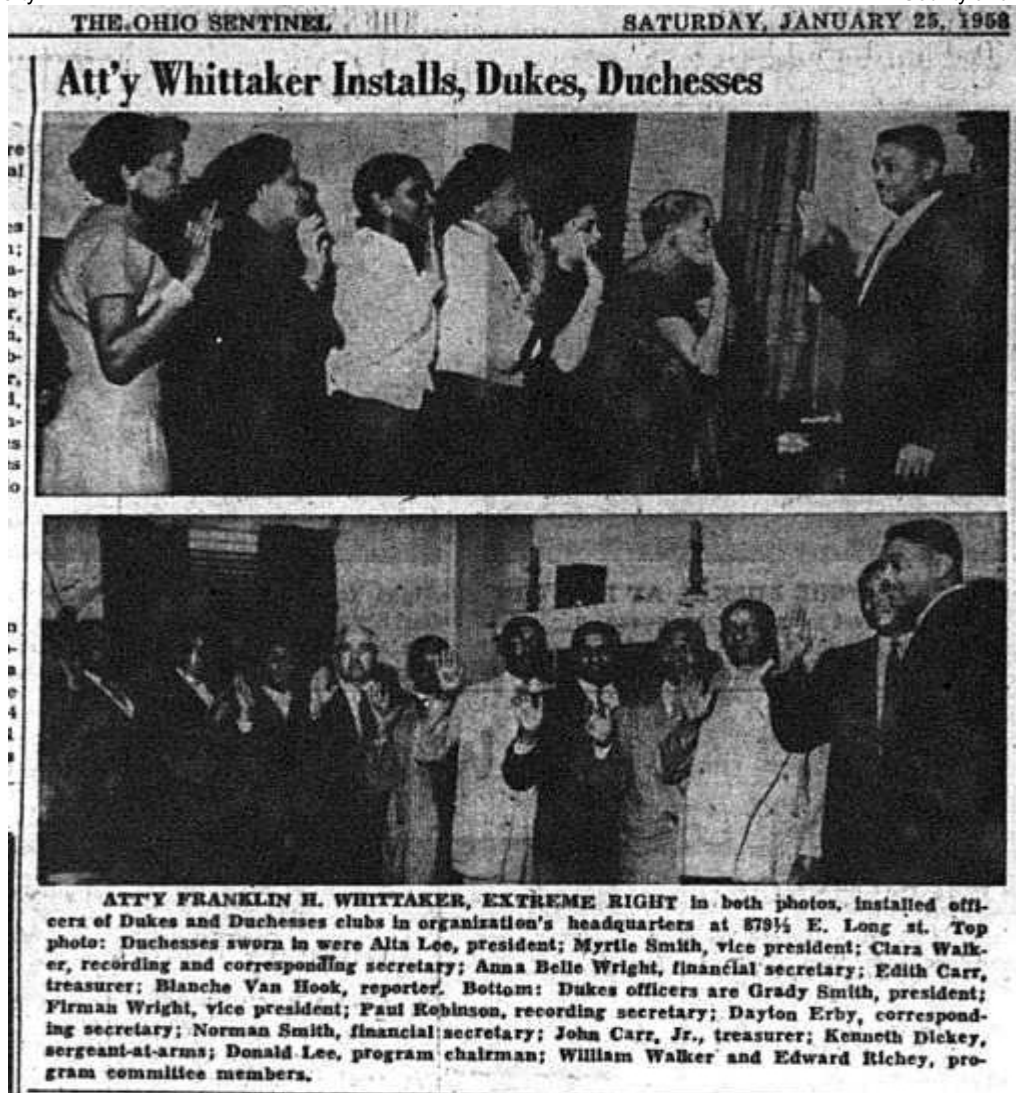 THE OHIO SENTINEL
SATURDAY, JANUARY 25, 1958
Att'y Whittaker Installs, Dukes, Duchesses
ATT'Y FRANKLIN H. WHITTAKER, EXTREME RIGHT in both photos, installed offi-
cers of Dukes and Duchesses clubs in organization's headquarters at 879½ E. Long st. Top
photo: Duchesses sworn in were Alta Lee, president; Myrtle Smith, vice president; Clara Walk-
er, recording and corresponding secretary; Anna Belle Wright, financial secretary; Edith Carr,
treasurer; Blanche Van Hook, reporter. Bottom: Dukes officers are Grady Smith, president;
Firman Wright, vice president; Paul Robinson, recording secretary; Dayton Erby, correspond-
ing secretary; Norman Smith, financial secretary; John Carr, Jr., treasurer; Kenneth Dickey,
sergeant-at-arms; Donald Lee, program chairman; William Walker and Edward Richey, pro-
gram committee members.